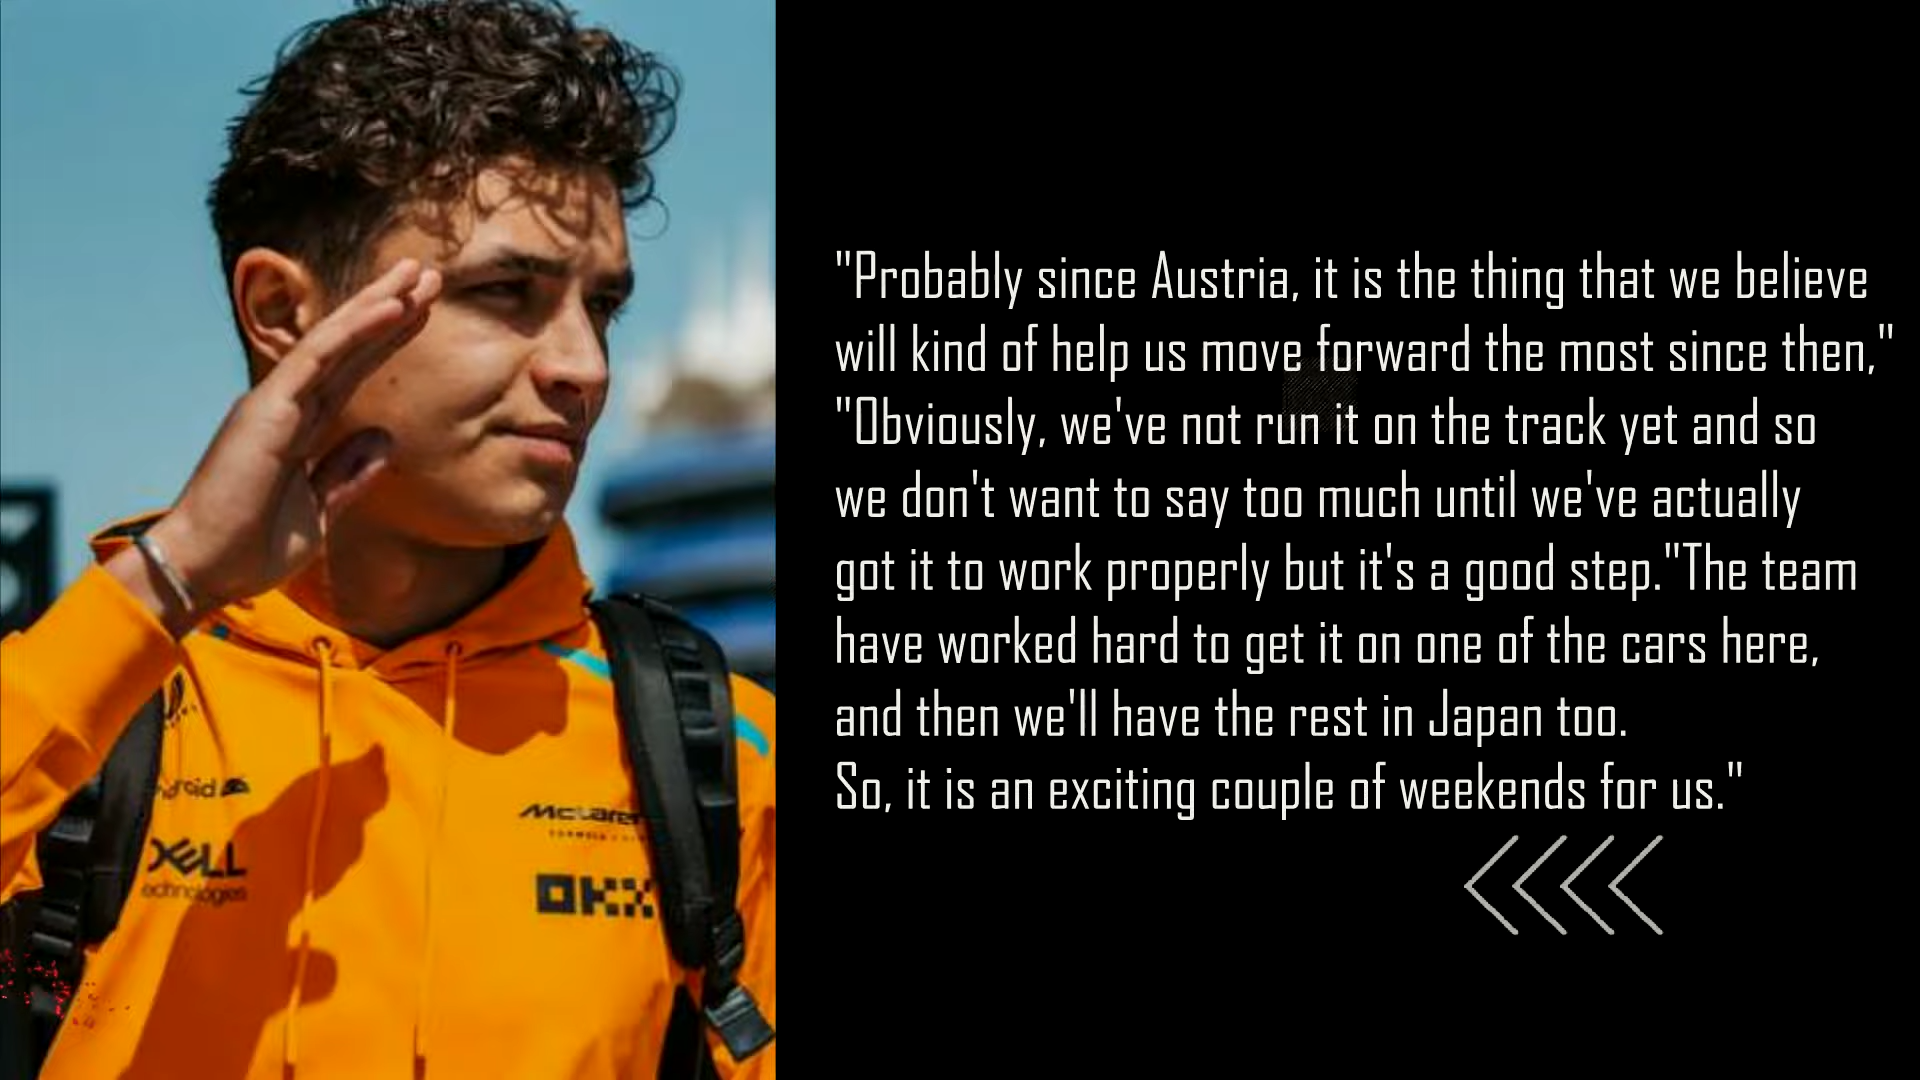 "Probably since Austria, it is the thing that we believe
will kind of help us move forward the most since then,"
"Obviously, we've not run it on the track yet and so
we don't want to say too much until we've actually
got it to work properly but it's a good step."The team
have worked hard to get it on one of the cars here,
and then we'll have the rest in Japan too.
So, it is an exciting couple of weekends for us."
android
DELL
technologies
McLaren
OKX